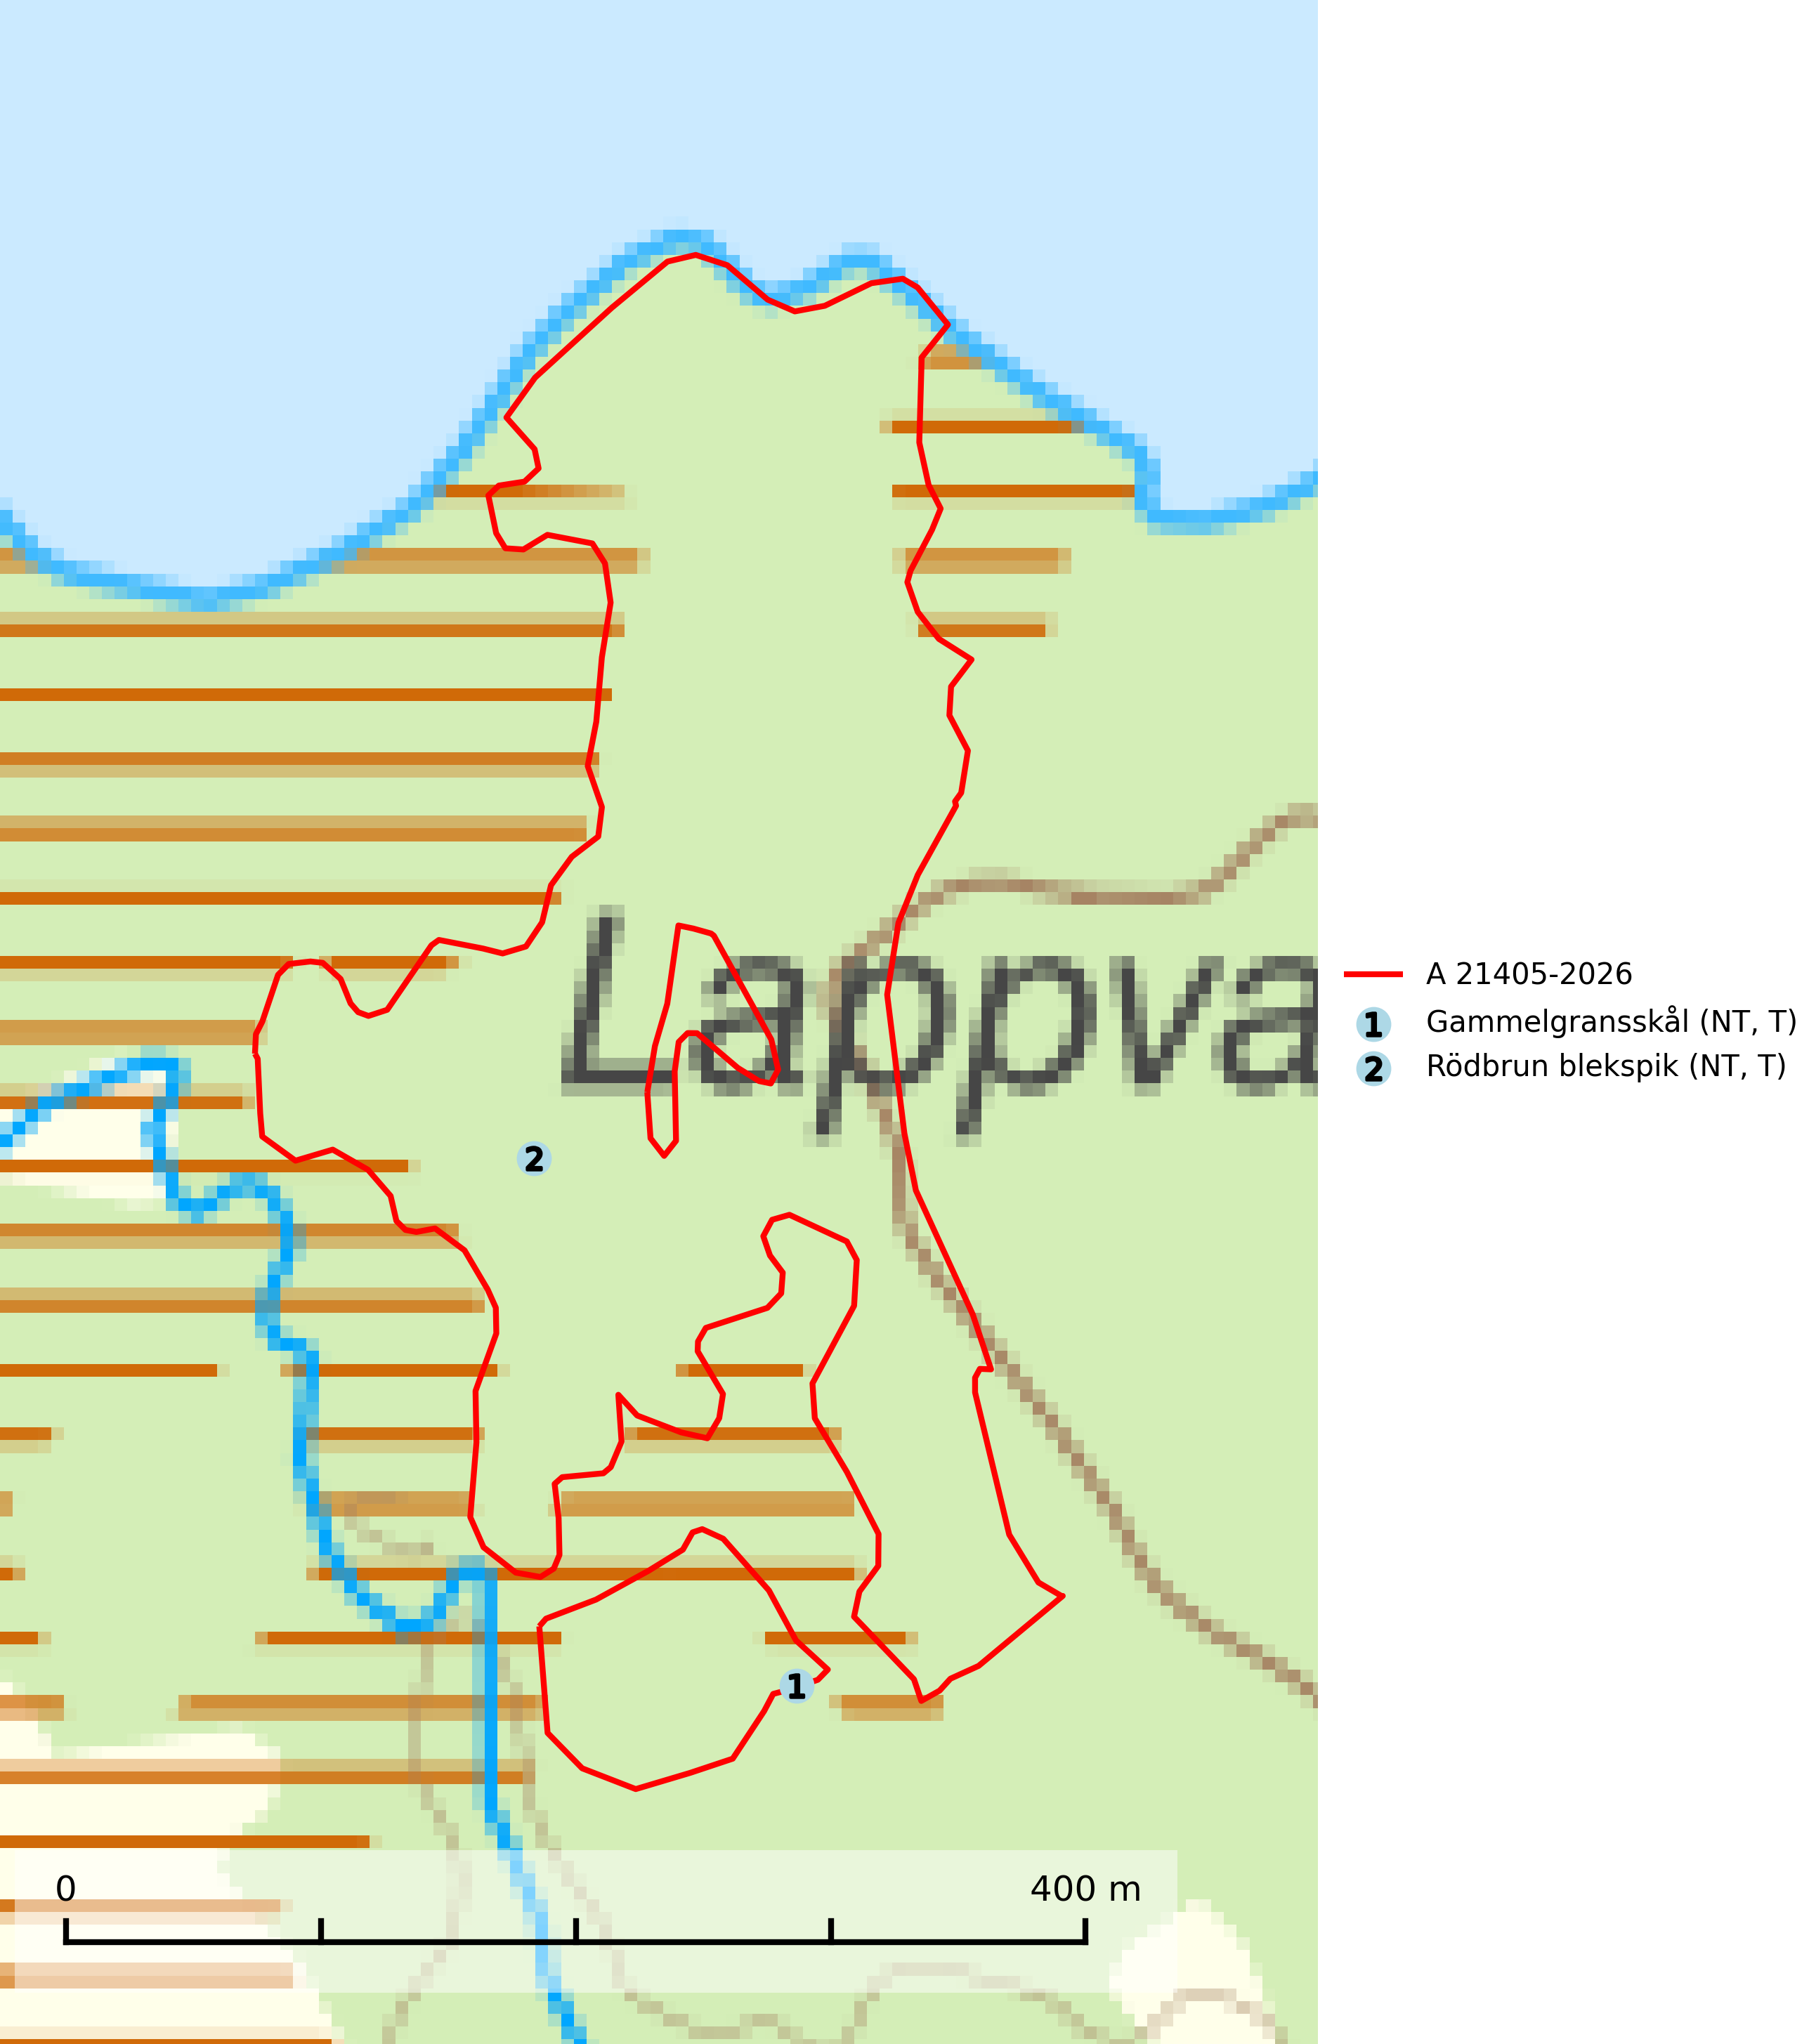 Lappva
A 21405-2026
1 Gammelgransskål (NT, T)
2 Rödbrun blekspik (NT, T)
2
1
0 400 m